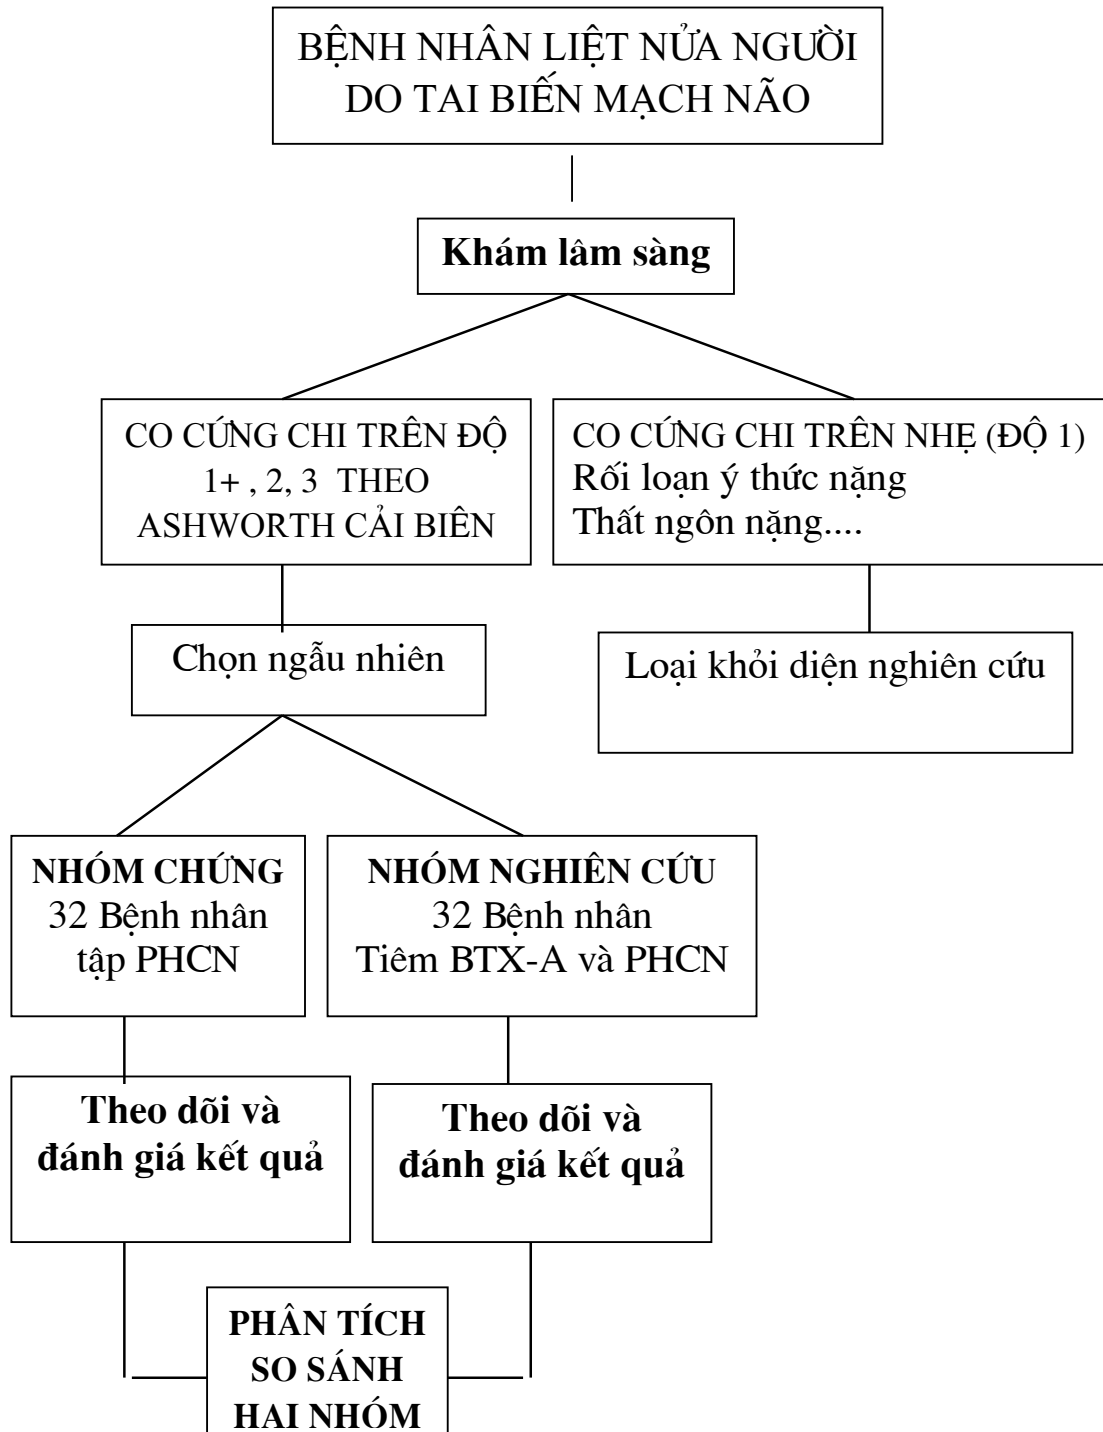 BỆNH NHÂN LIỆT NỬA NGƯỜI
DO TAI BIẾN MẠCH NÃO
Khám lâm sàng
CO CỨNG CHI TRÊN ĐỘ
1+ , 2, 3 THEO
ASHWORTH CẢI BIÊN
CO CỨNG CHI TRÊN NHẸ (ĐỘ 1)
Rối loạn ý thức nặng
Thất ngôn nặng....
Chọn ngẫu nhiên
Loại khỏi diện nghiên cứu
NHÓM CHỨNG
32 Bệnh nhân
tập PHCN
NHÓM NGHIÊN CỨU
32 Bệnh nhân
Tiêm BTX-A và PHCN
Theo dõi và
đánh giá kết quả
Theo dõi và
đánh giá kết quả
PHÂN TÍCH
SO SÁNH
HAI NHÓM